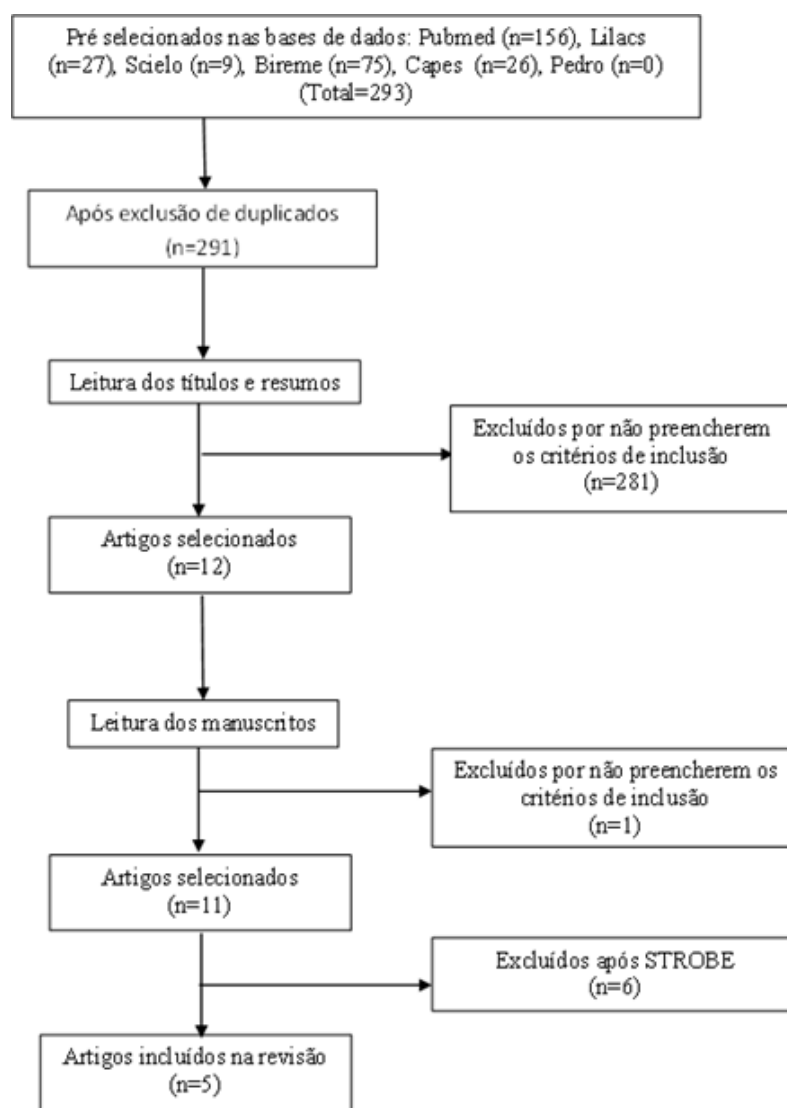 Pré selecionados nas bases de dados: Pubmed (n=156), Lilacs
(n=27), Scielo (n=9), Bireme (n=75), Capes (n=26), Pedro (n=0)
(Total=293)
Após exclusão de duplicados
(n=291)
Leitura dos títulos e resumos
Excluídos por não preencherem
os critérios de inclusão
(n=281)
Artigos selecionados
(n=12)
Leitura dos manuscritos
Excluídos por não preencherem os
critérios de inclusão
(n=1)
Artigos selecionados
(n=11)
Excluídos após STROBE
(n=6)
Artigos incluídos na revisão
(n=5)